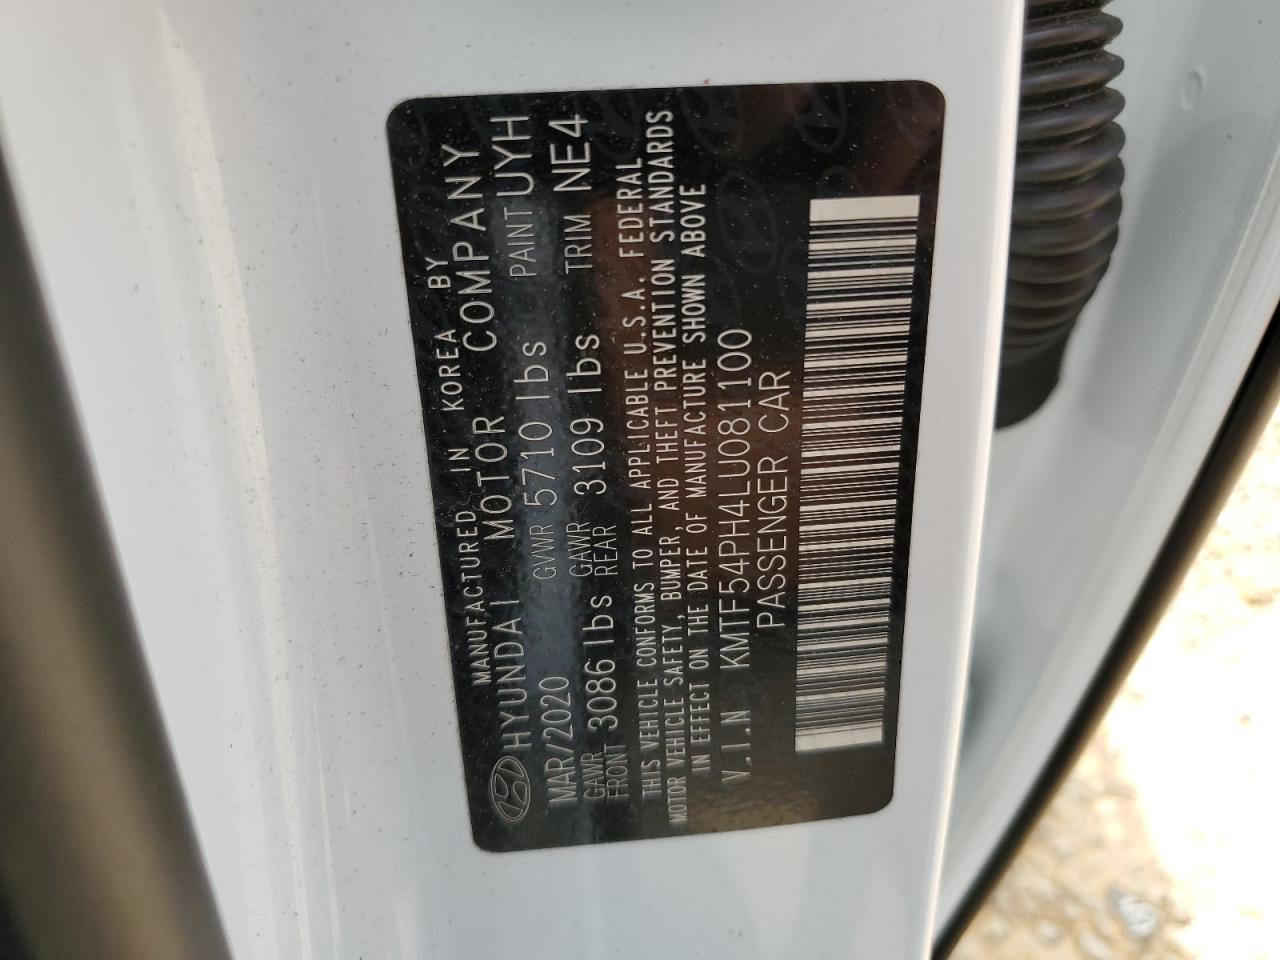 MANUFACTURED IN KOREA BY
HYUNDAI MOTOR COMPANY
MAR/2020 GVWR 5710 lbs PAINT UYH
GAWR FRONT 3086 lbs GAWR REAR 3109 lbs TRIM NE4
THIS VEHICLE CONFORMS TO ALL APPLICABLE U.S.A. FEDERAL
MOTOR VEHICLE SAFETY, BUMPER, AND THEFT PREVENTION STANDARDS
IN EFFECT ON THE DATE OF MANUFACTURE SHOWN ABOVE
V.I.N KMTF54PH4LU081100
PASSENGER CAR